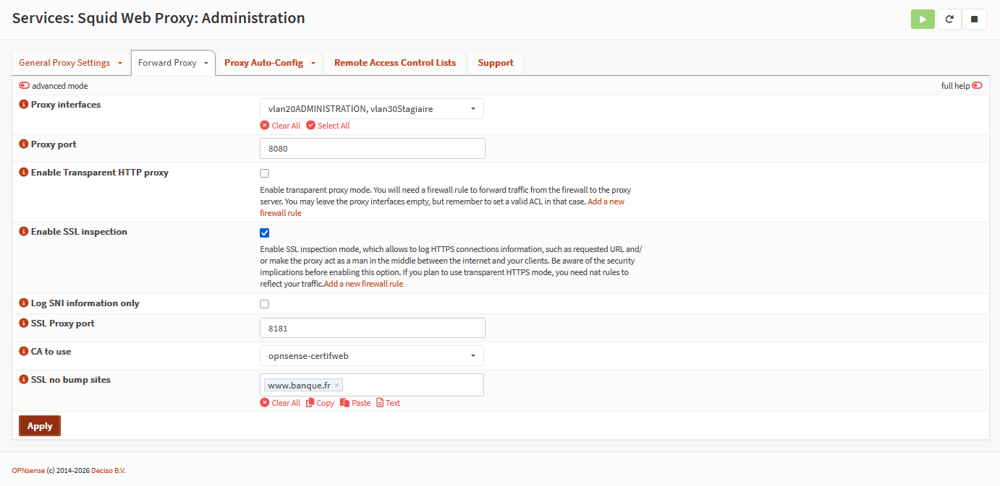 Services: Squid Web Proxy: Administration
General Proxy Settings
Forward Proxy
Proxy Auto-Config
Remote Access Control Lists
Support
advanced mode
full help
Proxy interfaces
vlan20ADMINISTRATION, vlan30Stagiaire
Clear All Select All
Proxy port
8080
Enable Transparent HTTP proxy
Enable transparent proxy mode. You will need a firewall rule to forward traffic from the firewall to the proxy
server. You may leave the proxy interfaces empty, but remember to set a valid ACL in that case. Add a new
firewall rule
Enable SSL inspection
Enable SSL inspection mode, which allows to log HTTPS connections information, such as requested URL and/
or make the proxy act as a man in the middle between the internet and your clients. Be aware of the security
implications before enabling this option. If you plan to use transparent HTTPS mode, you need nat rules to
reflect your traffic.Add a new firewall rule
Log SNI information only
SSL Proxy port
8181
CA to use
opnsense-certifweb
SSL no bump sites
www.banque.fr ×
Clear All Copy Paste Text
Apply
OPNsense (c) 2014-2026 Deciso B.V.